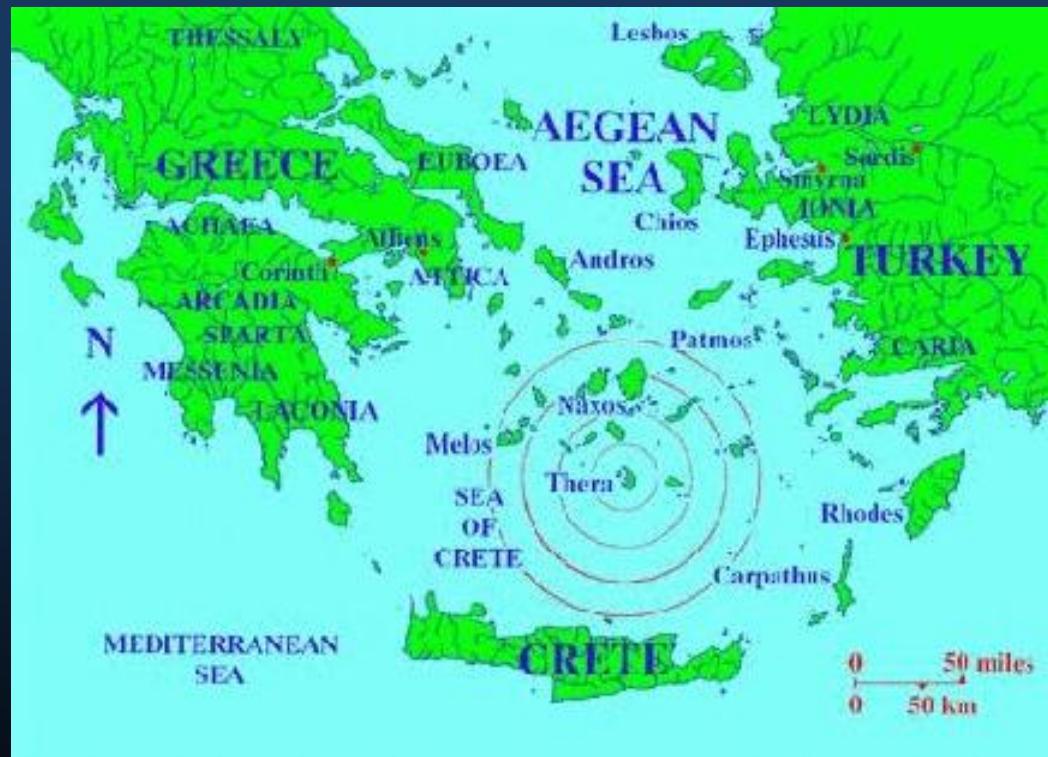 THESSALY
Lesbos
AEGEAN
SEA
LYDIA
Sardis
Smyrna
IONIA
GREECE
EUBOEA
Chios
ACHAEA
Athens
Ephesus
TURKEY
Corinth
ATTICA
Andros
ARCADIA
SPARTA
N
Patmos
CARIA
MESSENIA
LACONIA
Naxos
Melos
Thera
SEA
OF
CRETE
Rhodes
Carpathus
MEDITERRANEAN
SEA
CRETE
0 50 miles
0 50 km